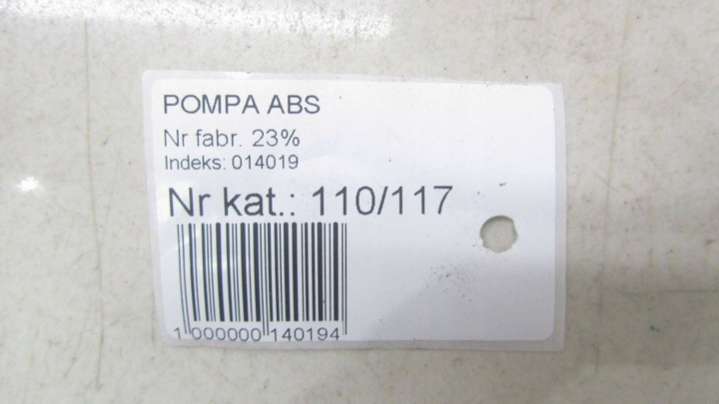 POMPA ABS
Nr fabr. 23%
Indeks: 014019
Nr kat.: 110/117
1 000000 140194